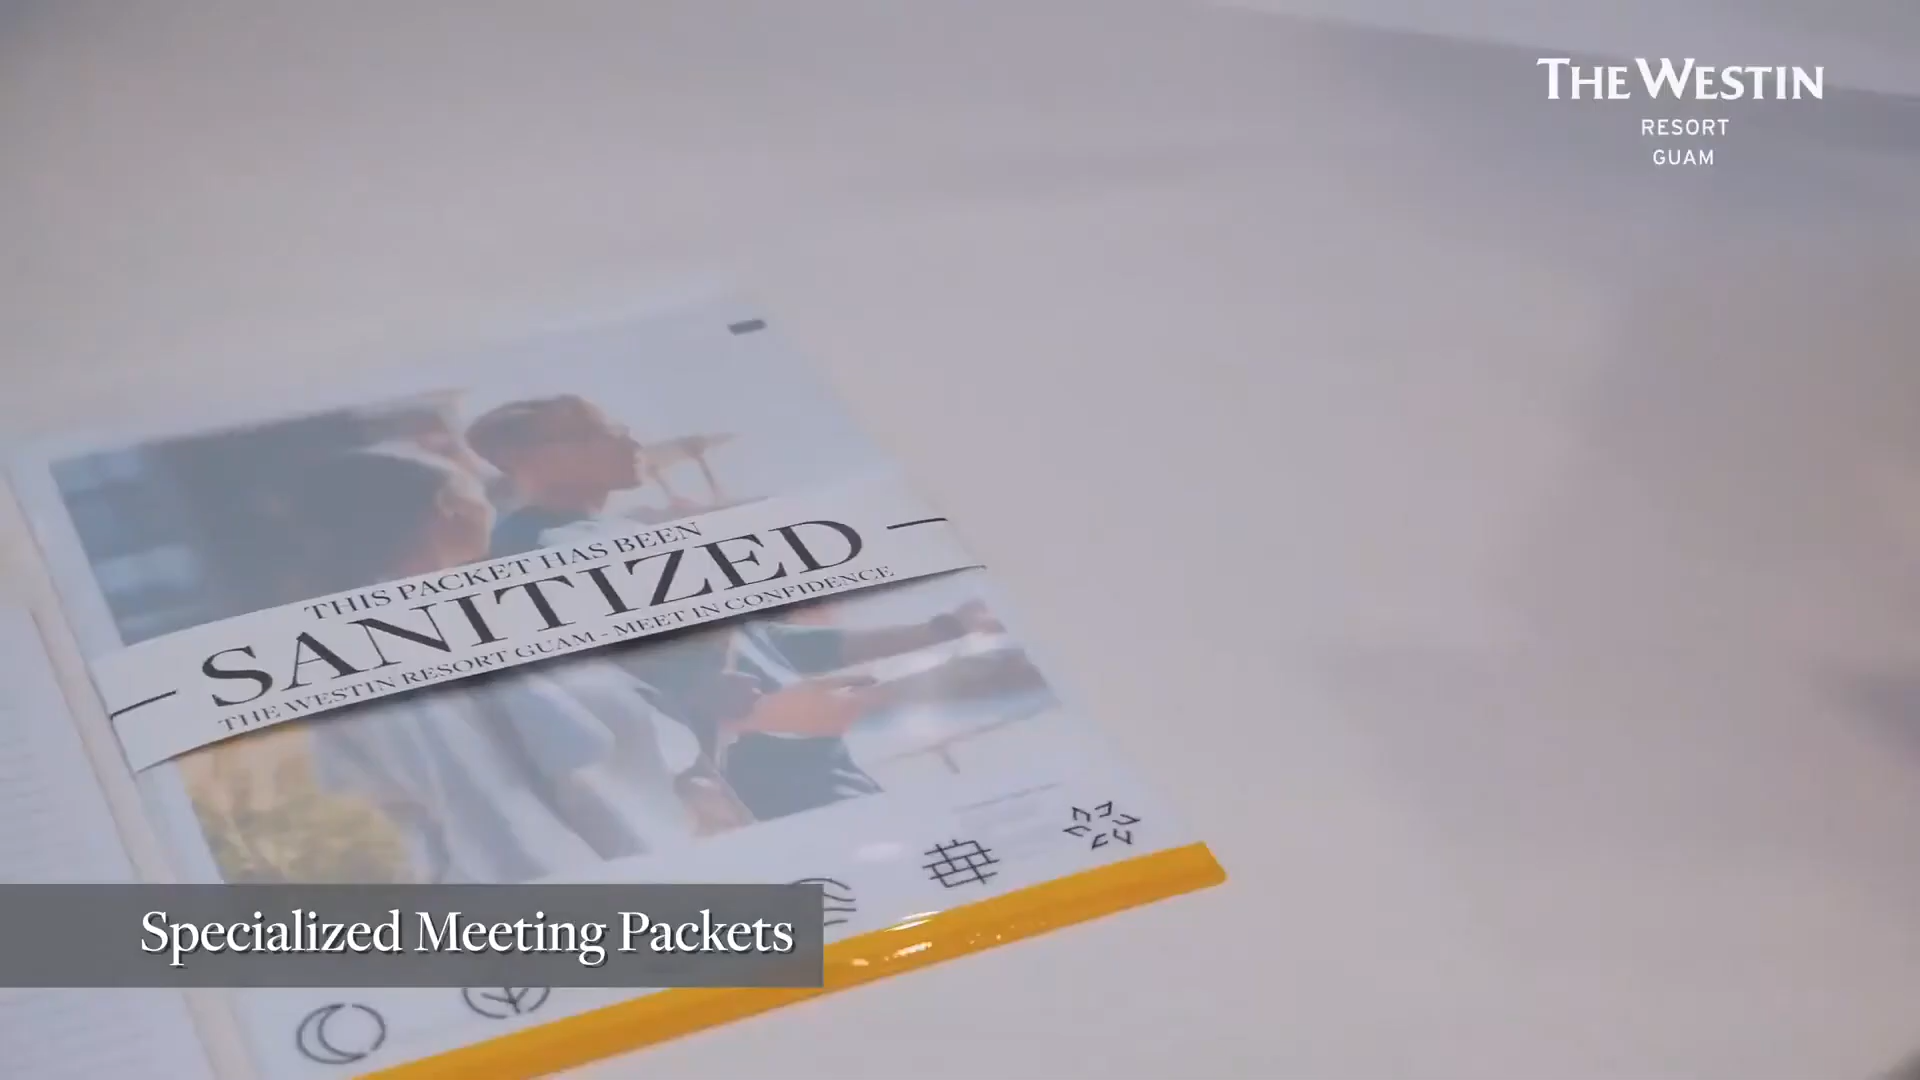 THE WESTIN
RESORT
GUAM
THIS PACKET HAS BEEN
SANITIZED
THE WESTIN RESORT GUAM - MEET IN CONFIDENCE
Specialized Meeting Packets